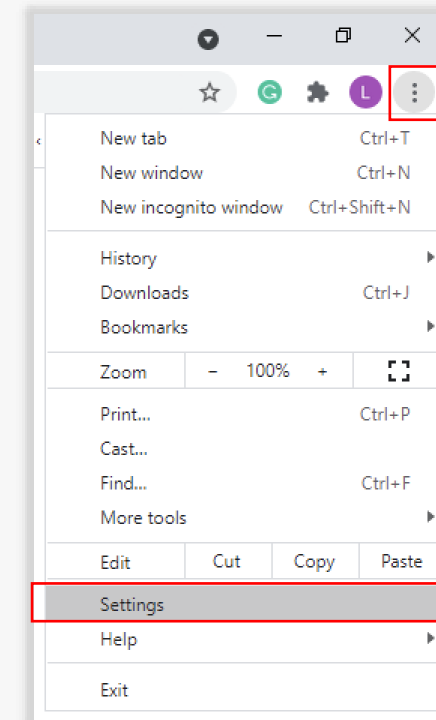 G L
New tab Ctrl+T
New window Ctrl+N
New incognito window Ctrl+Shift+N
History
Downloads Ctrl+J
Bookmarks
Zoom − 100% +
Print... Ctrl+P
Cast...
Find... Ctrl+F
More tools
Edit Cut Copy Paste
Settings
Help
Exit